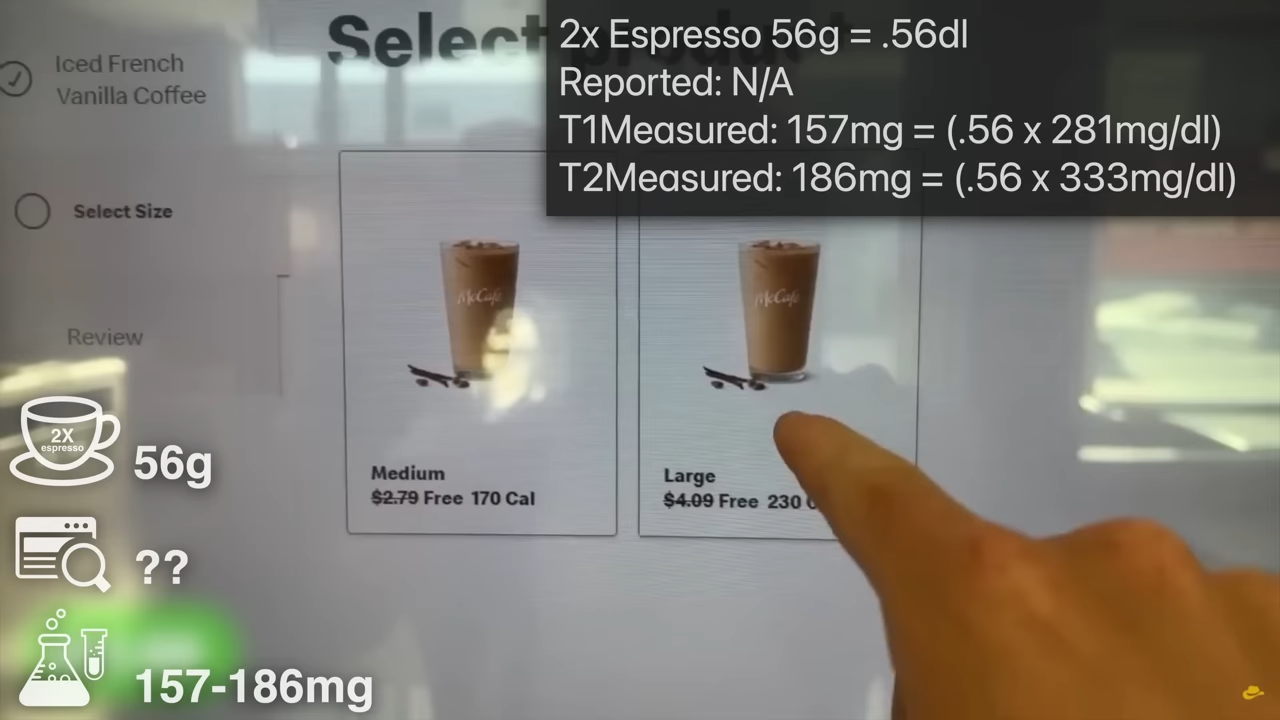 Select
2x Espresso 56g = .56dl
Reported: N/A
T1Measured: 157mg = (.56 x 281mg/dl)
T2Measured: 186mg = (.56 x 333mg/dl)
Iced French
Vanilla Coffee
Select Size
Review
McCafé
McCafé
Medium
$2.79 Free 170 Cal
Large
$4.09 Free 230
2X
espresso
56g
??
157-186mg